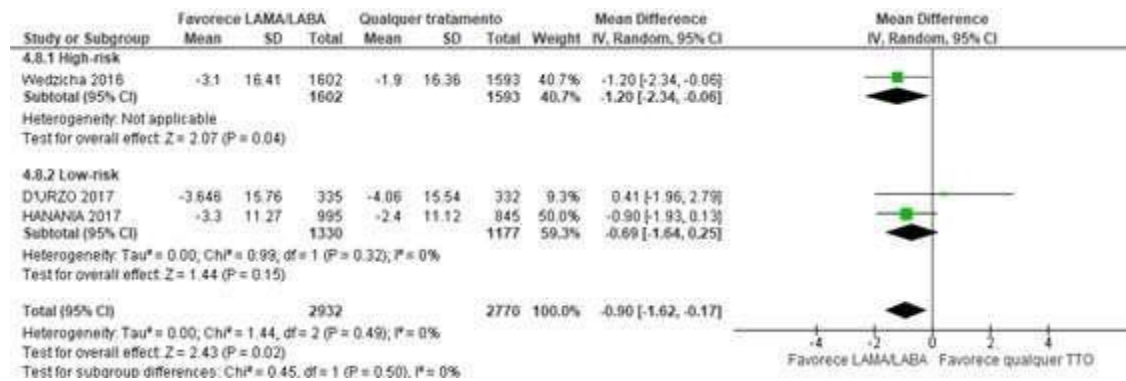 Favorece LAMA/LABA Qualquer tratamento Mean Difference Mean Difference
Study or Subgroup Mean SD Total Mean SD Total Weight IV, Random, 95% CI IV, Random, 95% CI
4.8.1 High-risk
Wedzicha 2016 -3.1 16.41 1602 -1.9 16.36 1593 40.7% -1.20 [-2.34, -0.06]
Subtotal (95% CI) 1602 1593 40.7% -1.20 [-2.34, -0.06]
Heterogeneity: Not applicable
Test for overall effect: Z = 2.07 (P = 0.04)
4.8.2 Low-risk
D'URZO 2017 -3.646 15.76 335 -4.06 15.54 332 9.3% 0.41 [-1.96, 2.79]
HANANIA 2017 -3.3 11.27 995 -2.4 11.12 845 50.0% -0.90 [-1.93, 0.13]
Subtotal (95% CI) 1330 1177 59.3% -0.69 [-1.64, 0.25]
Heterogeneity: Tau² = 0.00; Chi² = 0.99, df = 1 (P = 0.32); I² = 0%
Test for overall effect: Z = 1.44 (P = 0.15)
Total (95% CI) 2932 2770 100.0% -0.90 [-1.62, -0.17]
Heterogeneity: Tau² = 0.00; Chi² = 1.44, df = 2 (P = 0.49); I² = 0%
Test for overall effect: Z = 2.43 (P = 0.02)
Test for subgroup differences: Chi² = 0.45, df = 1 (P = 0.50), I² = 0%
-4 -2 0 2 4
Favorece LAMA/LABA Favorece qualquer TTO